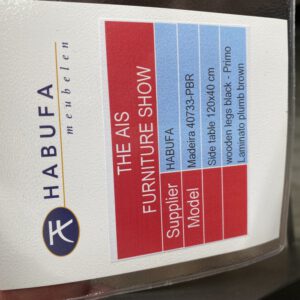 HABUFA
meubelen
THE AIS
FURNITURE SHOW
Supplier HABUFA
Model Madeira 40733-PBR
Side table 120x40 cm
wooden legs black - Primo
Laminato plumb brown